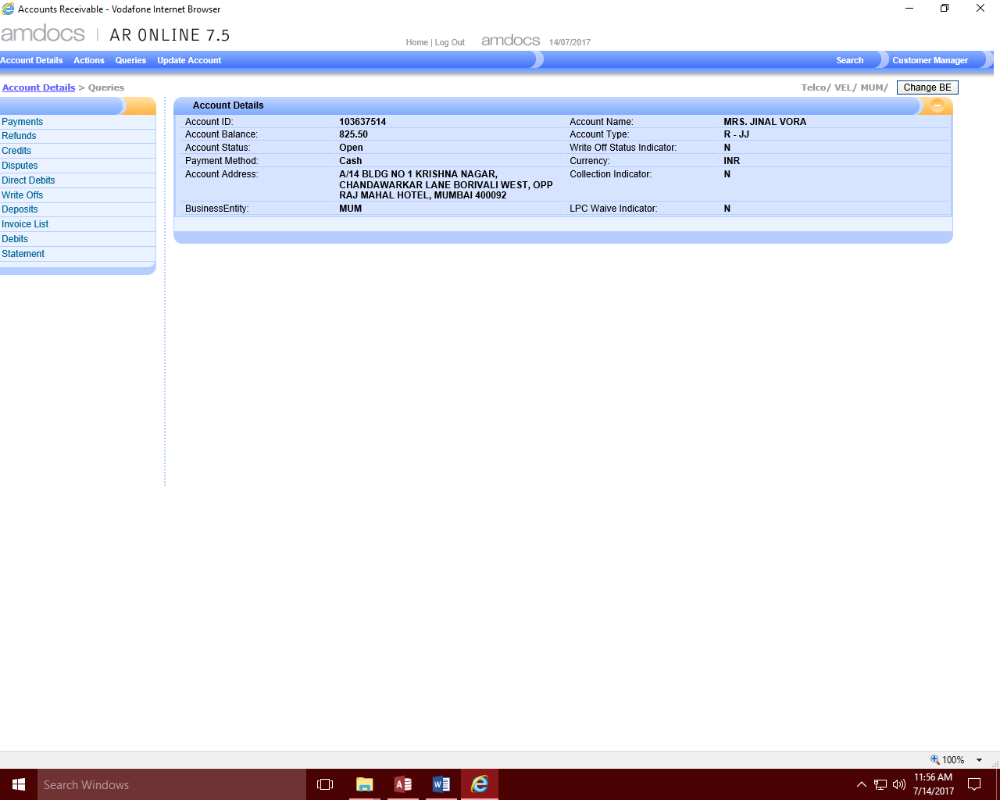 Accounts Receivable - Vodafone Internet Browser
amdocs | AR ONLINE 7.5
Home | Log Out amdocs 14/07/2017
Account Details Actions Queries Update Account Search Customer Manager
Account Details > Queries Telco/ VEL/ MUM/ Change BE
Payments
Refunds
Credits
Disputes
Direct Debits
Write Offs
Deposits
Invoice List
Debits
Statement
Account Details
Account ID: 103637514 Account Name: MRS. JINAL VORA
Account Balance: 825.50 Account Type: R - JJ
Account Status: Open Write Off Status Indicator: N
Payment Method: Cash Currency: INR
Account Address: A/14 BLDG NO 1 KRISHNA NAGAR, Collection Indicator: N
CHANDAWARKAR LANE BORIVALI WEST, OPP
RAJ MAHAL HOTEL, MUMBAI 400092
BusinessEntity: MUM LPC Waive Indicator: N
100%
Search Windows
11:56 AM
7/14/2017